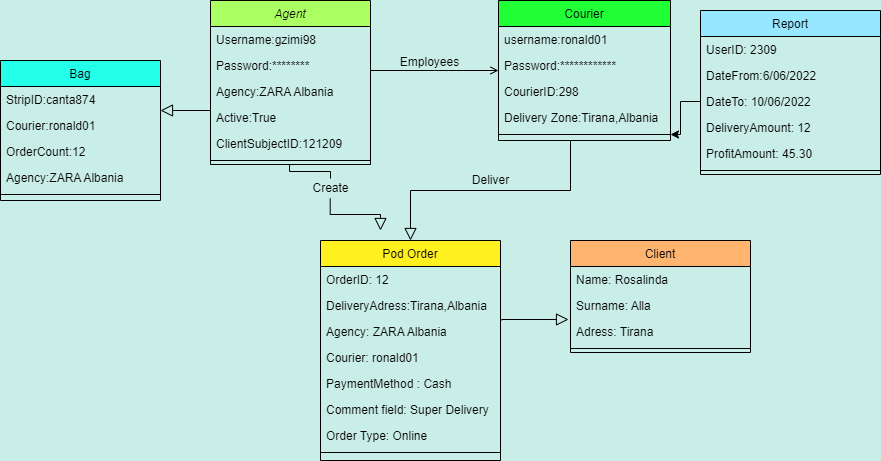 Agent
Username:gzimi98
Password:********
Agency:ZARA Albania
Active:True
ClientSubjectID:121209
Employees
Courier
username:ronald01
Password:************
CourierID:298
Delivery Zone:Tirana,Albania
Report
UserID: 2309
DateFrom:6/06/2022
DateTo: 10/06/2022
DeliveryAmount: 12
ProfitAmount: 45.30
Bag
StripID:canta874
Courier:ronald01
OrderCount:12
Agency:ZARA Albania
Create
Deliver
Pod Order
OrderID: 12
DeliveryAdress:Tirana,Albania
Agency: ZARA Albania
Courier: ronald01
PaymentMethod : Cash
Comment field: Super Delivery
Order Type: Online
Client
Name: Rosalinda
Surname: Alla
Adress: Tirana